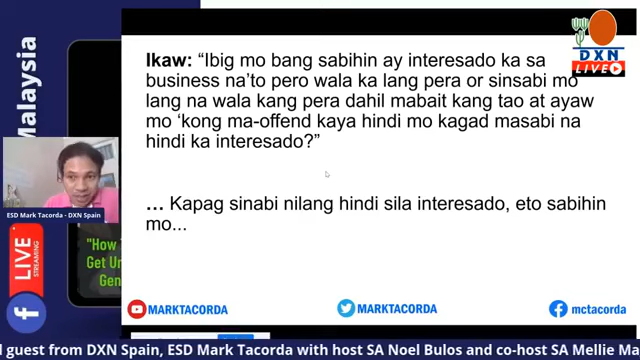 Malaysia
DXN
LIVE
Ikaw: “Ibig mo bang sabihin ay interesado ka sa
business na’to pero wala ka lang pera or sinsabi mo
lang na wala kang pera dahil mabait kang tao at ayaw
mo ‘kong ma-offend kaya hindi mo kagad masabi na
hindi ka interesado?”
… Kapag sinabi nilang hindi sila interesado, eto sabihin
mo...
ESD Mark Tacorda - DXN Spain
LIVE
STREAMING
f
"How
Get Un
Gen
MARKTACORDA
MARKTACORDA
mctacorda
guest from DXN Spain, ESD Mark Tacorda with host SA Noel Bulos and co-host SA Mellie Ma